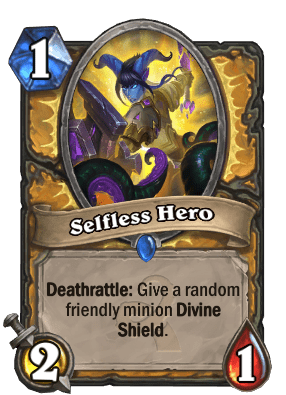 1
Selfless Hero
Deathrattle: Give a random
friendly minion Divine
Shield.
2
1